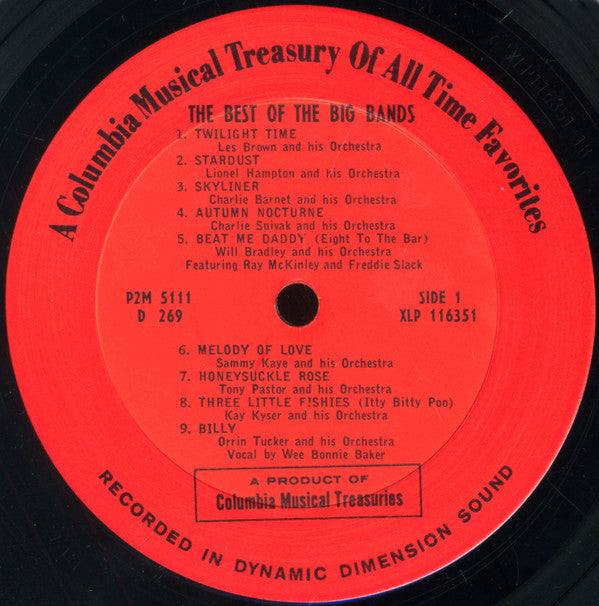 A Columbia Musical Treasury Of All Time Favorites
THE BEST OF THE BIG BANDS
1. TWILIGHT TIME
Les Brown and his Orchestra
2. STARDUST
Lionel Hampton and his Orchestra
3. SKYLINER
Charlie Barnet and his Orchestra
4. AUTUMN NOCTURNE
Charlie Spivak and his Orchestra
5. BEAT ME DADDY (Eight To The Bar)
Will Bradley and his Orchestra
Featuring Ray McKinley and Freddie Slack
P2M 5111
D 269
SIDE 1
XLP 116351
6. MELODY OF LOVE
Sammy Kaye and his Orchestra
7. HONEYSUCKLE ROSE
Tony Pastor and his Orchestra
8. THREE LITTLE FISHIES (Itty Bitty Poo)
Kay Kyser and his Orchestra
9. BILLY
Orrin Tucker and his Orchestra
Vocal by Wee Bonnie Baker
A PRODUCT OF
Columbia Musical Treasuries
RECORDED IN DYNAMIC DIMENSION SOUND